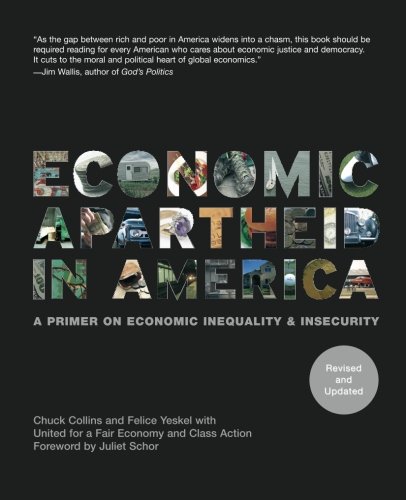 “As the gap between rich and poor in America widens into a chasm, this book should be
required reading for every American who cares about economic justice and democracy.
It cuts to the moral and political heart of global economics.”
—Jim Wallis, author of God’s Politics
ECONOMIC
APARTHEID
IN AMERICA
A PRIMER ON ECONOMIC INEQUALITY & INSECURITY
Revised
and
Updated
Chuck Collins and Felice Yeskel with
United for a Fair Economy and Class Action
Foreword by Juliet Schor